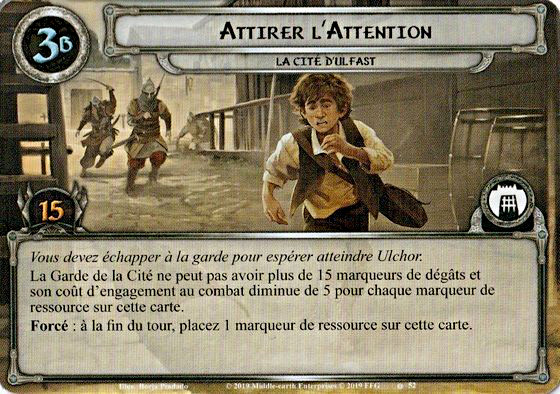 3B
ATTIRER L'ATTENTION
LA CITÉ D'ULFAST
15
Vous devez échapper à la garde pour espérer atteindre Ulchor.
La Garde de la Cité ne peut pas avoir plus de 15 marqueurs de dégâts et
son coût d'engagement au combat diminue de 5 pour chaque marqueur de
ressource sur cette carte.
Forcé : à la fin du tour, placez 1 marqueur de ressource sur cette carte.
Illus. Borja Pindado © 2019 Middle-earth Enterprises © 2019 FFG 52